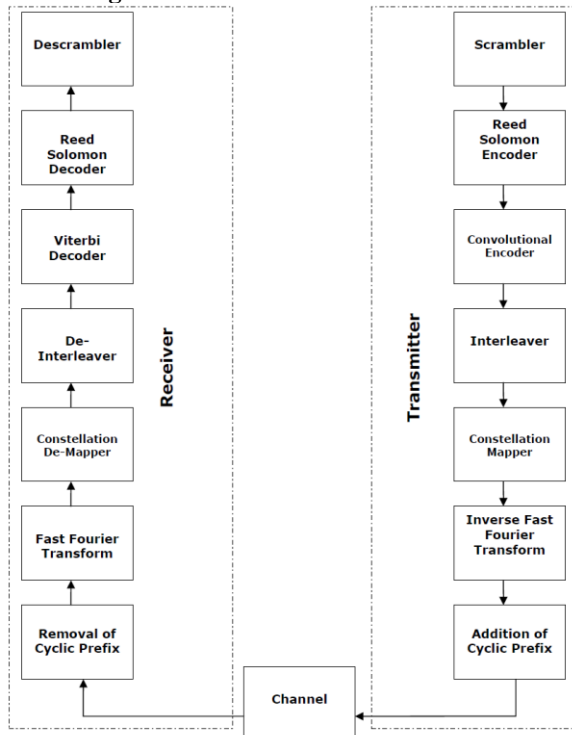 Descrambler
Reed
Solomon
Decoder
Viterbi
Decoder
De-
Interleaver
Constellation
De-Mapper
Fast Fourier
Transform
Removal of
Cyclic Prefix
Receiver
Channel
Transmitter
Scrambler
Reed
Solomon
Encoder
Convolutional
Encoder
Interleaver
Constellation
Mapper
Inverse Fast
Fourier
Transform
Addition of
Cyclic Prefix